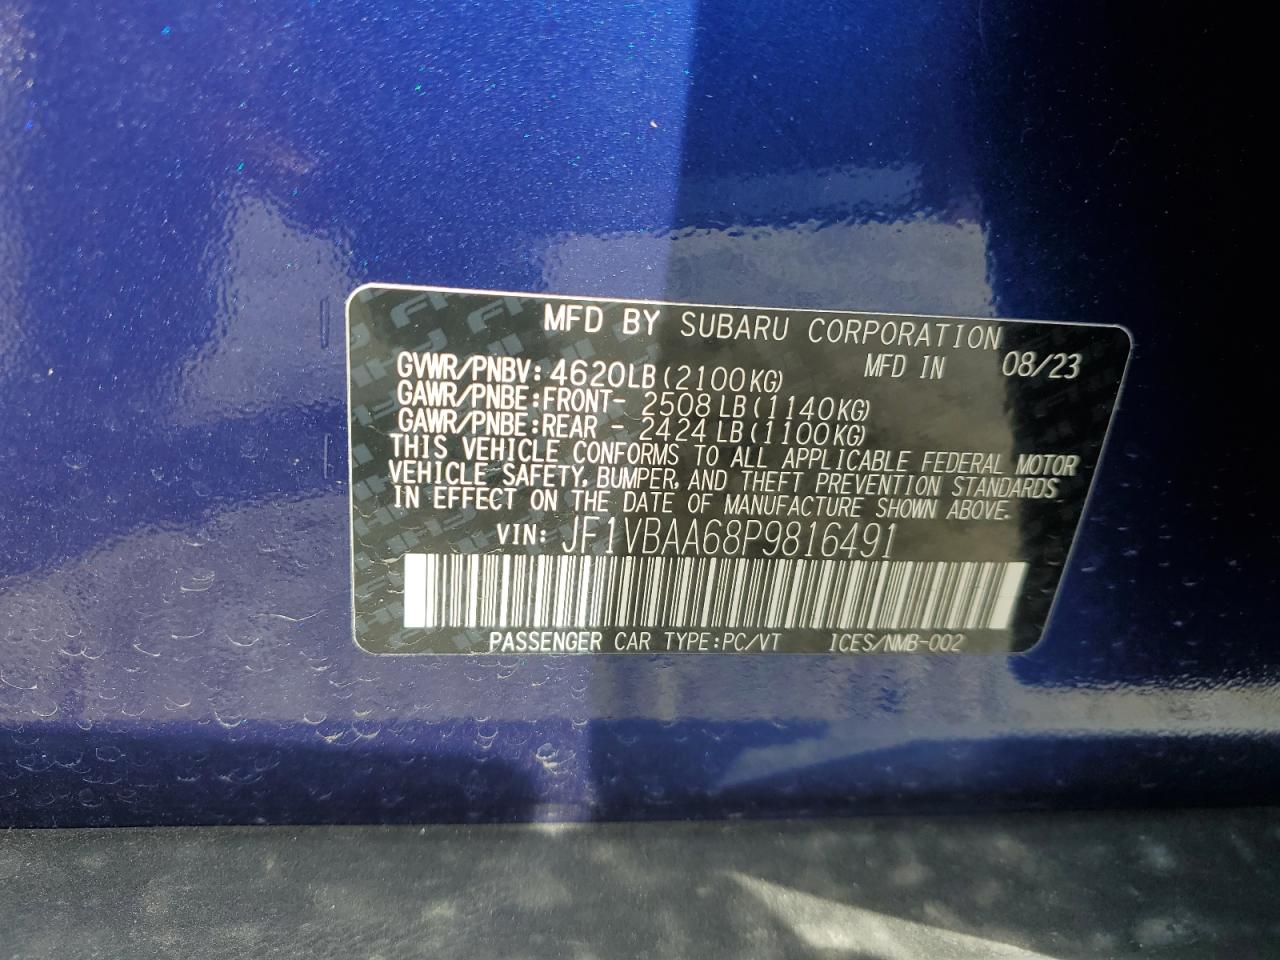 MFD BY SUBARU CORPORATION
MFD IN 08/23
GVWR/PNBV: 4620LB (2100KG)
GAWR/PNBE:FRONT- 2508 LB (1140KG)
GAWR/PNBE:REAR - 2424 LB (1100KG)
THIS VEHICLE CONFORMS TO ALL APPLICABLE FEDERAL MOTOR
VEHICLE SAFETY, BUMPER, AND THEFT PREVENTION STANDARDS
IN EFFECT ON THE DATE OF MANUFACTURE SHOWN ABOVE.
VIN: JF1VBAA68P9816491
PASSENGER CAR TYPE:PC/VT ICES/NMB-002